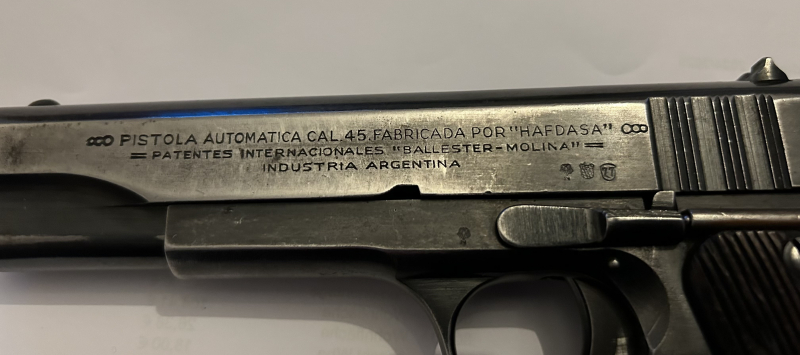 PISTOLA AUTOMATICA CAL .45. FABRICADA POR "HAFDASA"
PATENTES INTERNACIONALES "BALLESTER-MOLINA"
INDUSTRIA ARGENTINA